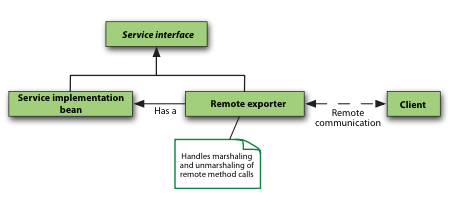 Service interface
Service implementation
bean
Has a
Remote exporter
Remote
communication
Client
Handles marshaling
and unmarshaling of
remote method calls